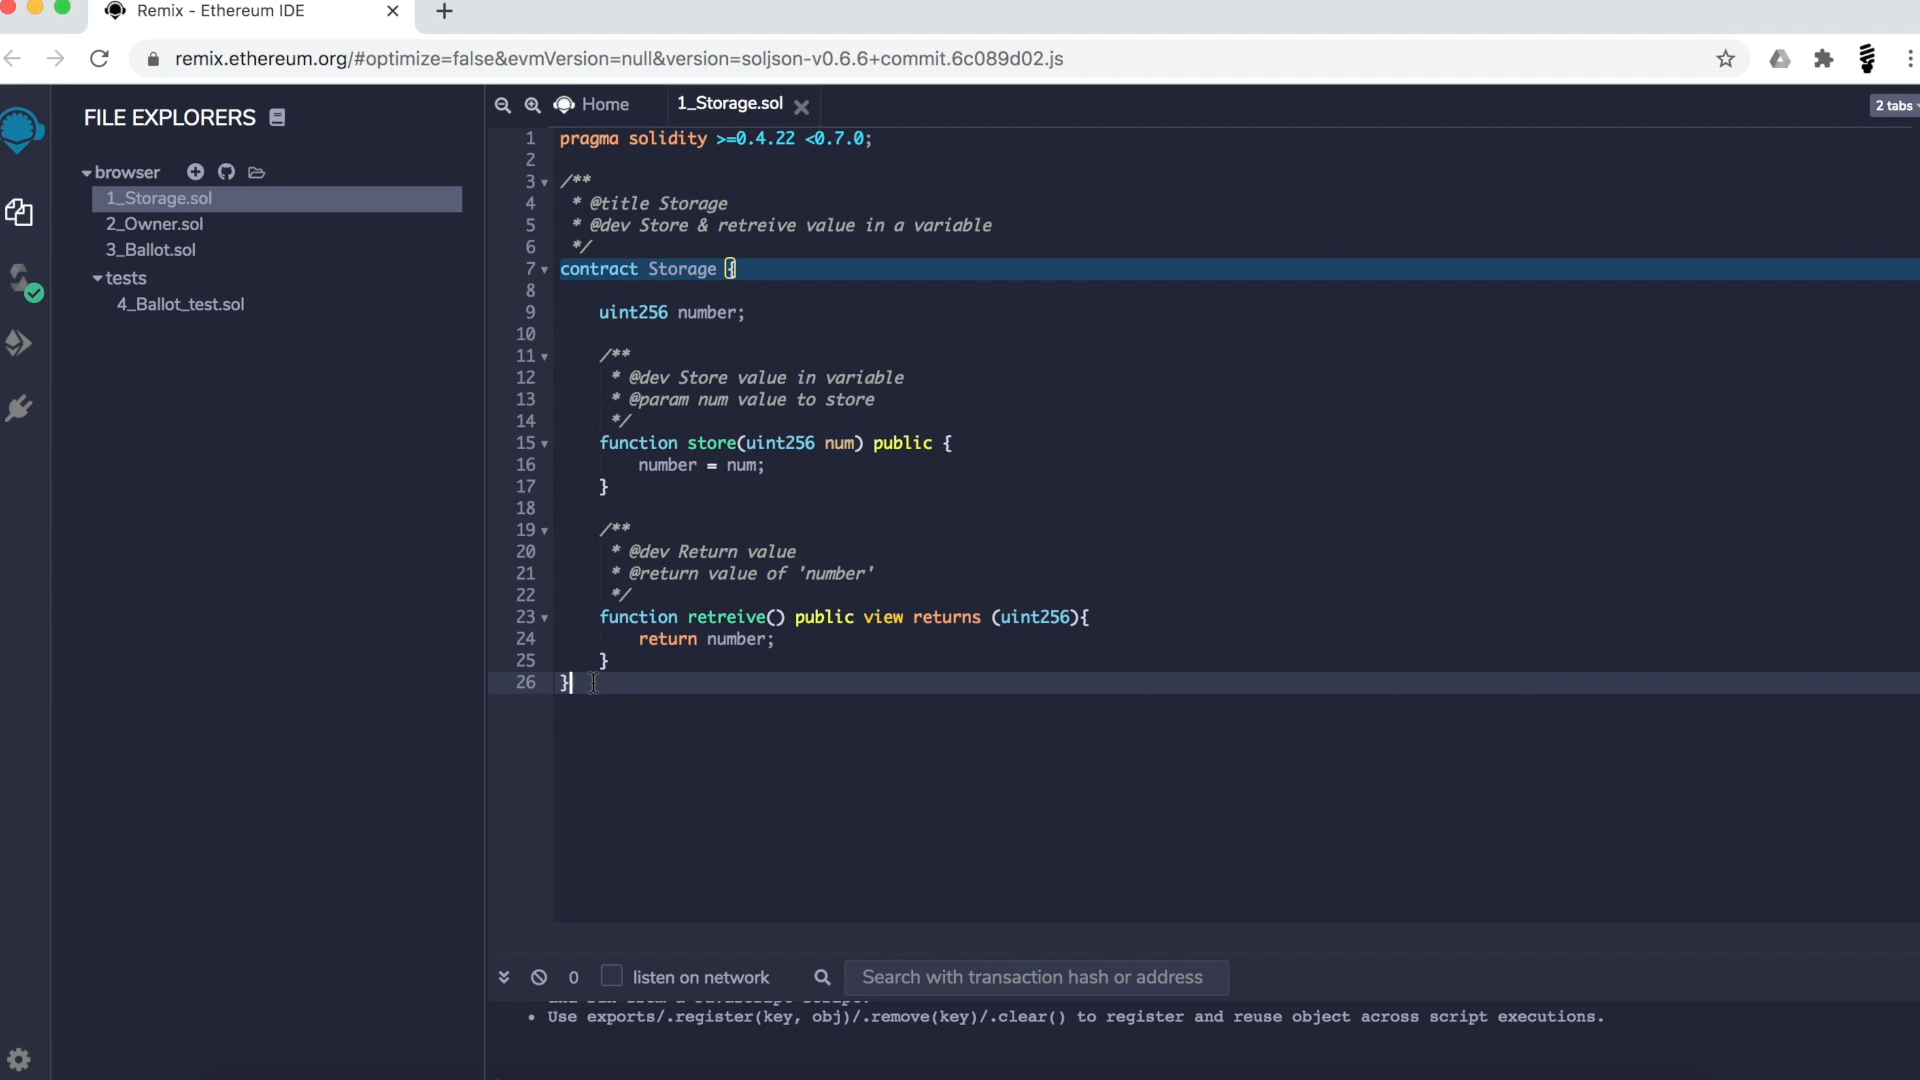 Remix - Ethereum IDE
remix.ethereum.org/#optimize=false&evmVersion=null&version=soljson-v0.6.6+commit.6c089d02.js
FILE EXPLORERS
browser
1_Storage.sol
2_Owner.sol
3_Ballot.sol
tests
4_Ballot_test.sol
Home
1_Storage.sol
2 tabs
1 pragma solidity >=0.4.22 <0.7.0;
2
3 /**
4 * @title Storage
5 * @dev Store & retreive value in a variable
6 */
7 contract Storage {
8
9 uint256 number;
10
11 /**
12 * @dev Store value in variable
13 * @param num value to store
14 */
15 function store(uint256 num) public {
16 number = num;
17 }
18
19 /**
20 * @dev Return value
21 * @return value of 'number'
22 */
23 function retreive() public view returns (uint256){
24 return number;
25 }
26 }
0 listen on network
Search with transaction hash or address
• Use exports/.register(key, obj)/.remove(key)/.clear() to register and reuse object across script executions.